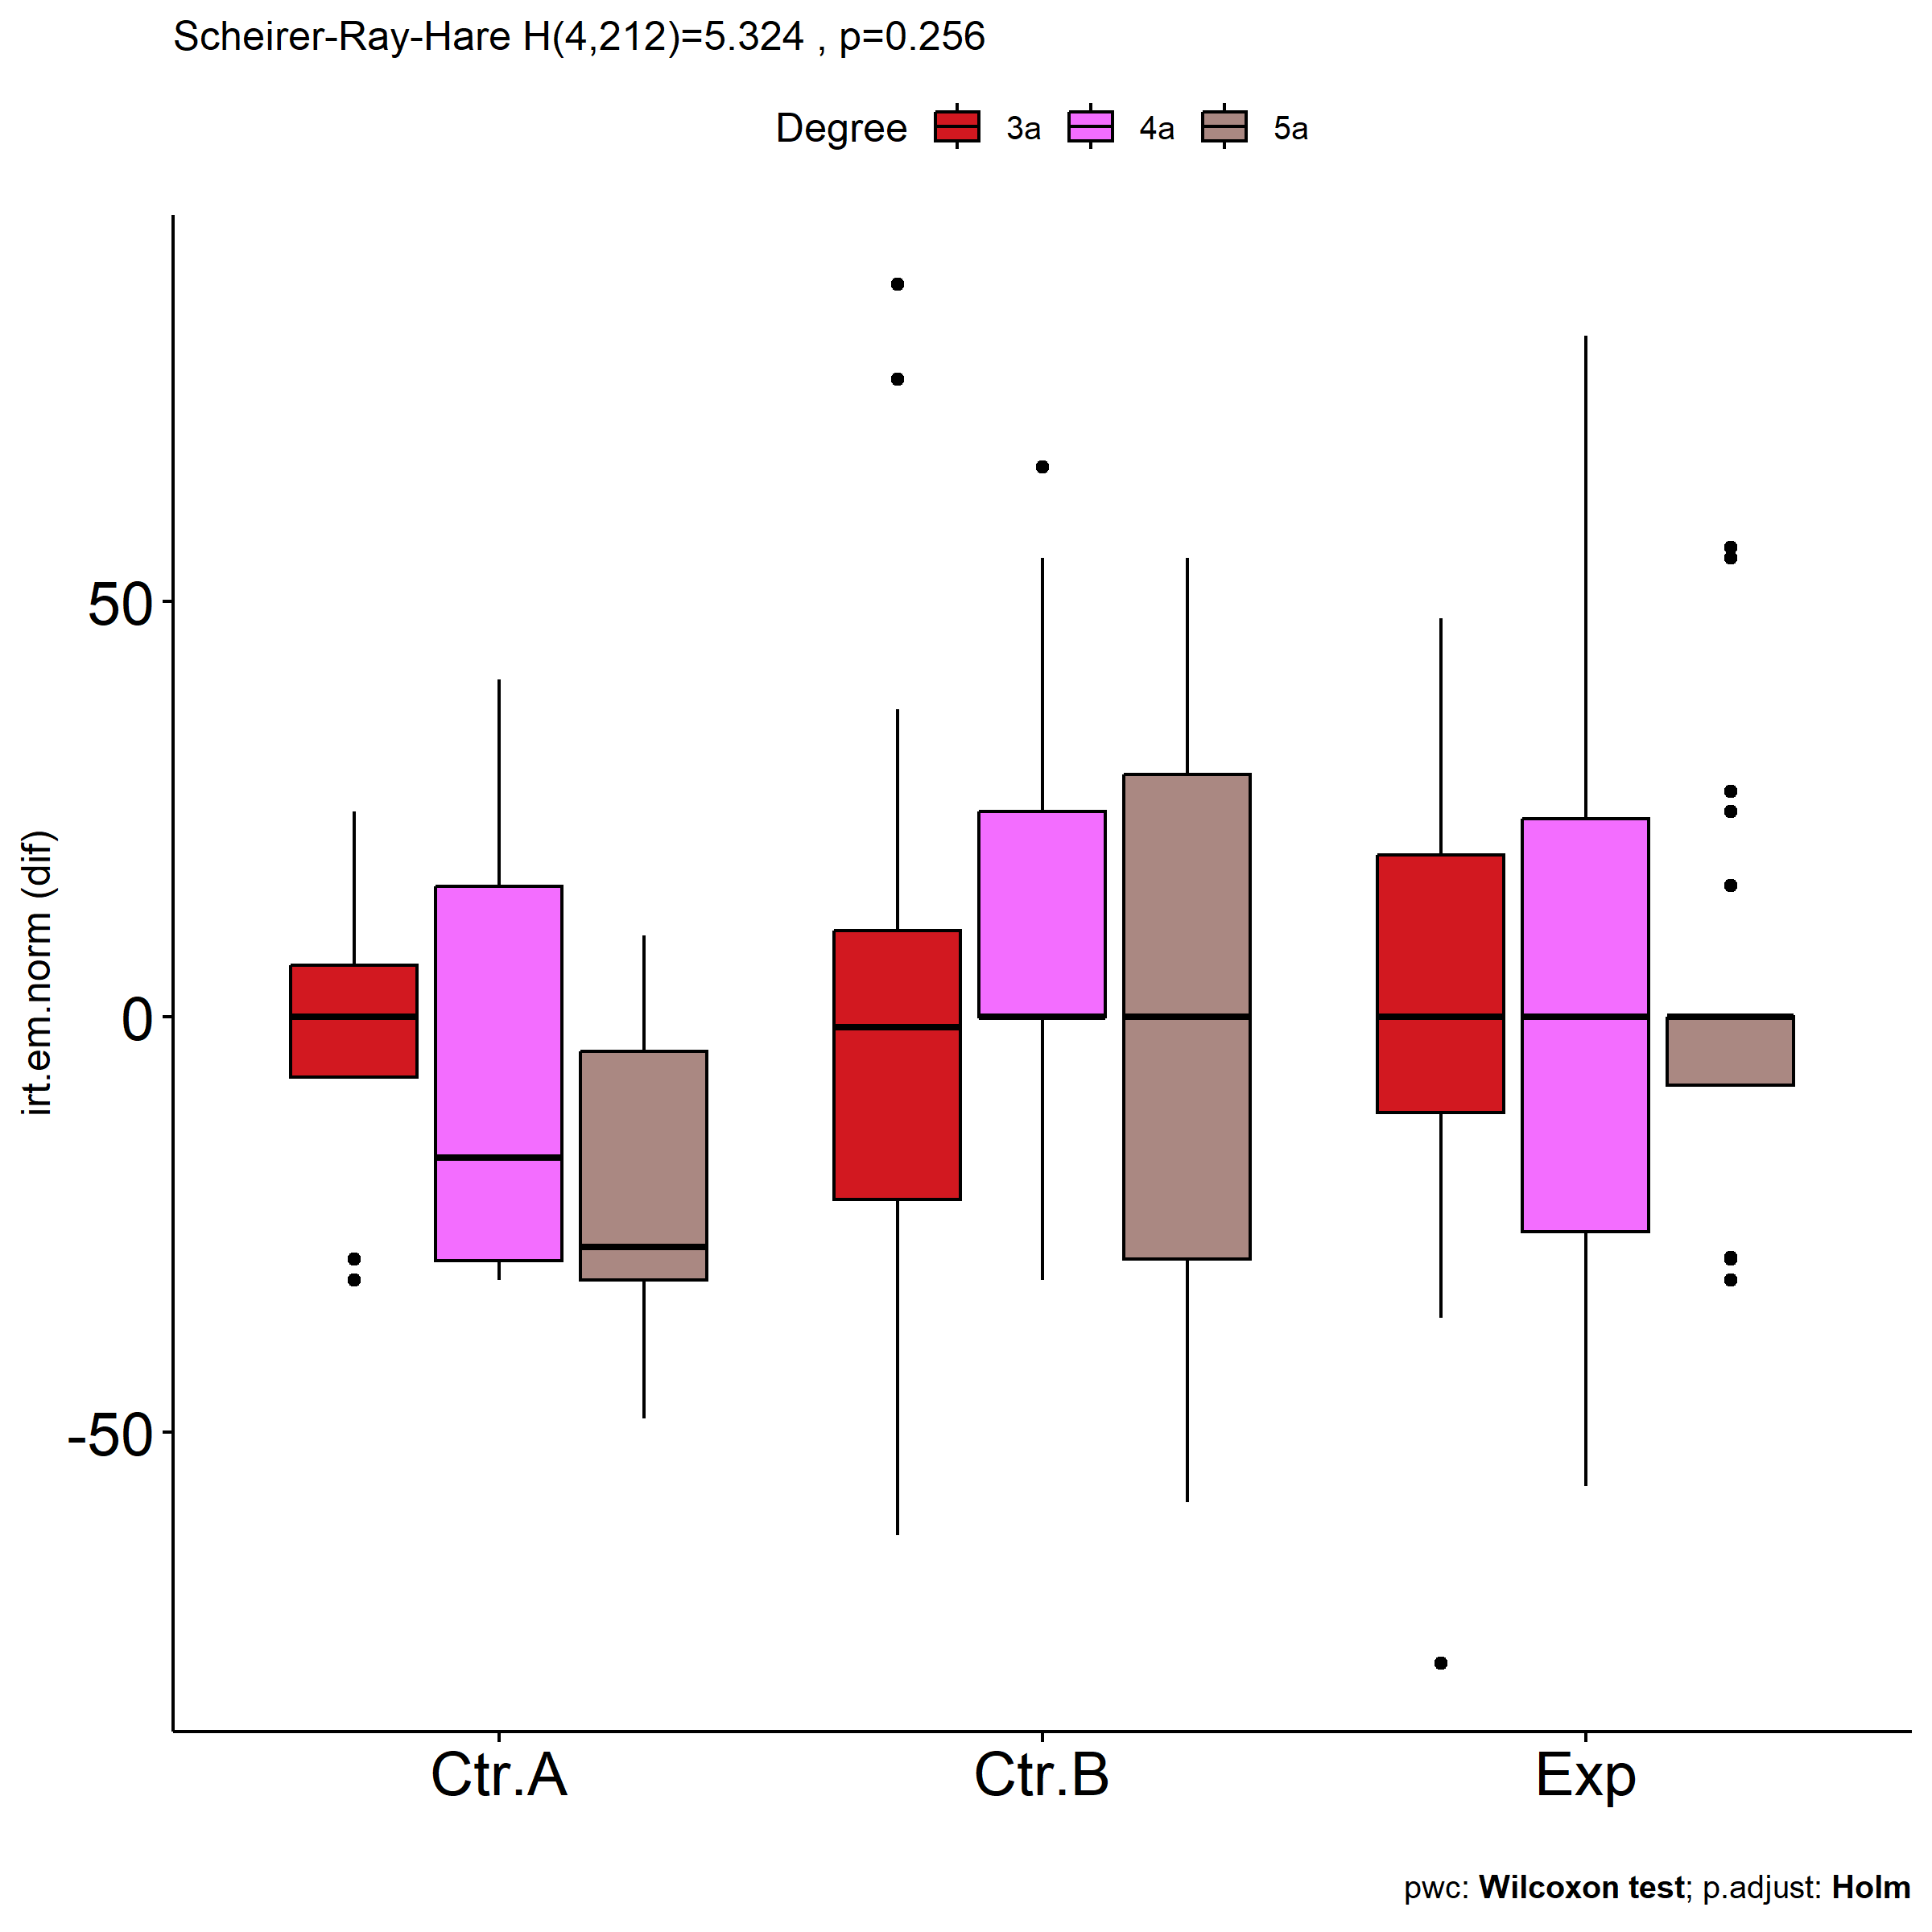 Scheirer-Ray-Hare H(4,212)=5.324 , p=0.256
Degree 3a 4a 5a
irt.em.norm (dif)
50
0
-50
Ctr.A Ctr.B Exp
pwc: Wilcoxon test; p.adjust: Holm